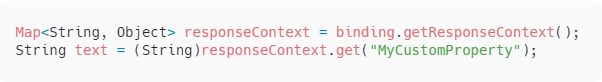 Map<String, Object> responseContext = binding.getResponseContext();
String text = (String)responseContext.get("MyCustomProperty");